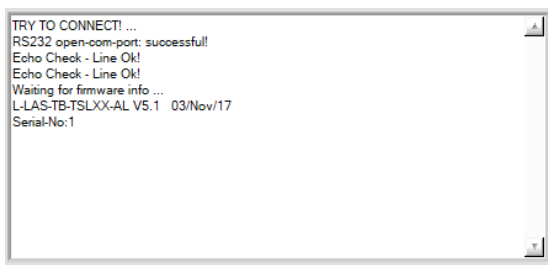 TRY TO CONNECT! ...
RS232 open-com-port: successful!
Echo Check - Line Ok!
Echo Check - Line Ok!
Waiting for firmware info ...
L-LAS-TB-TSLXX-AL V5.1   03/Nov/17
Serial-No:1